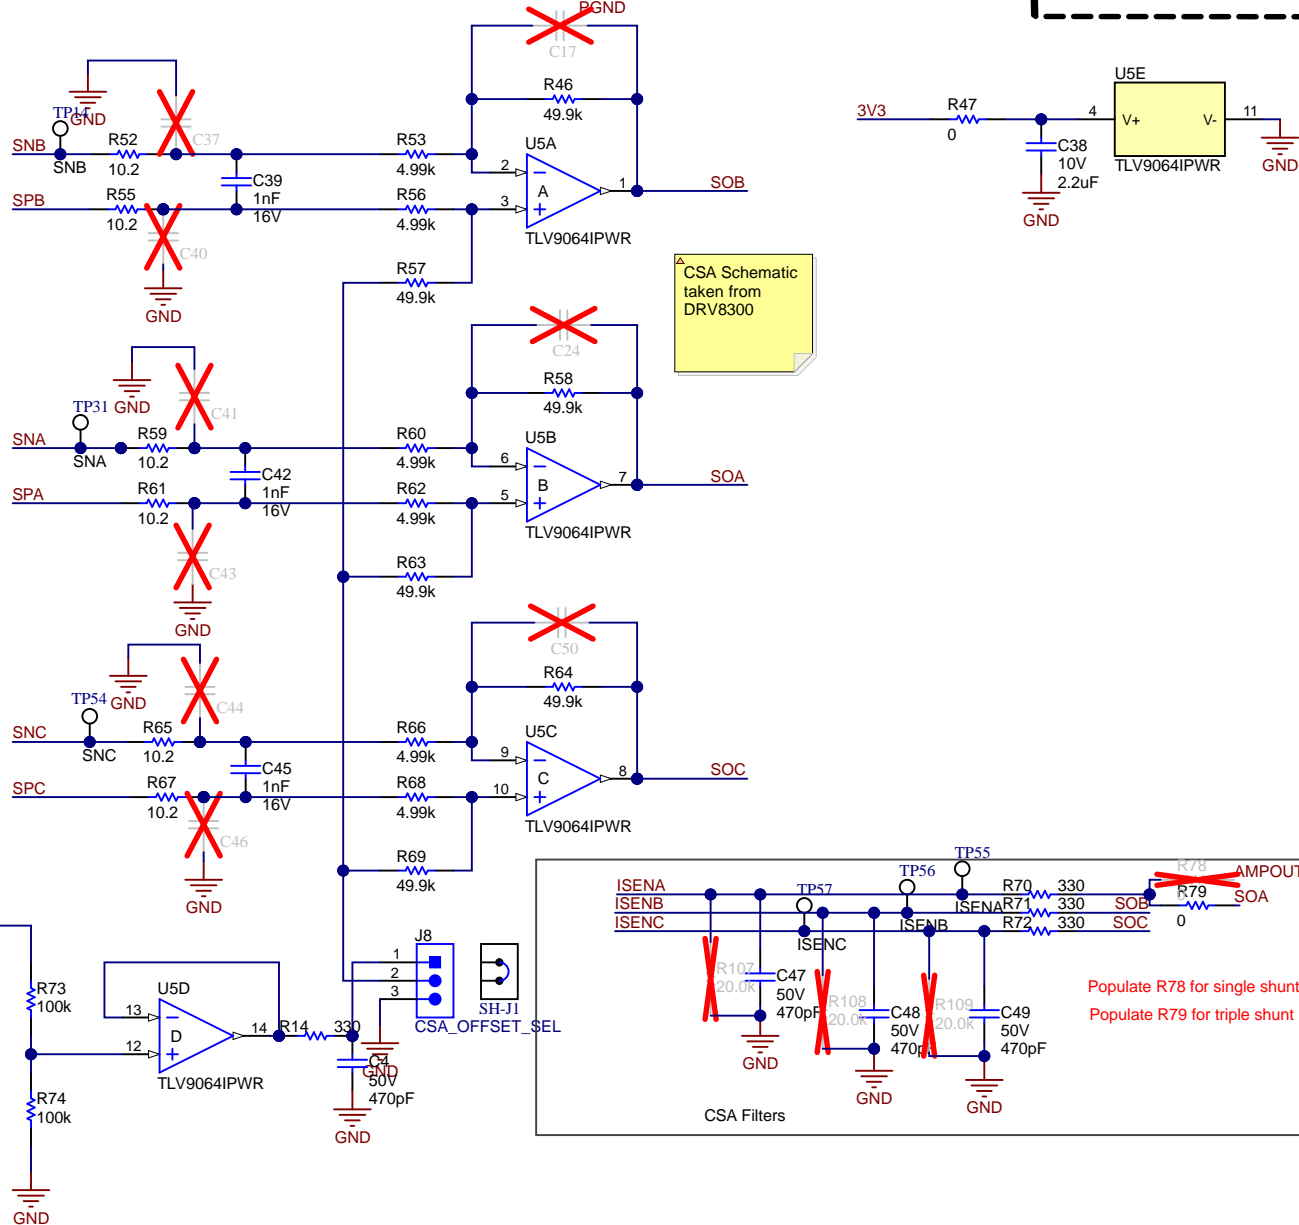 PGND
C17
R46
49.9k
GND
TP14
C37
SNB
SNB
R52
10.2
R53
4.99k
C39
1nF
16V
U5A
2
A
3
1
SOB
TLV9064IPWR
SPB
R55
10.2
R56
4.99k
C40
GND
R57
49.9k
3V3
R47
0
C38
10V
2.2uF
GND
U5E
4
V+
V-
11
TLV9064IPWR
GND
CSA Schematic
taken from
DRV8300
C24
R58
49.9k
GND
TP31
C41
SNA
SNA
R59
10.2
R60
4.99k
C42
1nF
16V
U5B
6
B
5
7
SOA
TLV9064IPWR
SPA
R61
10.2
R62
4.99k
C43
GND
R63
49.9k
C50
R64
49.9k
GND
TP54
C44
SNC
SNC
R65
10.2
R66
4.99k
C45
1nF
16V
U5C
9
C
10
8
SOC
TLV9064IPWR
SPC
R67
10.2
R68
4.99k
C46
GND
R69
49.9k
R73
100k
R74
100k
GND
U5D
13
D
12
14
TLV9064IPWR
R14
330
C4
50V
470pF
GND
GND
J8
1
2
3
CSA_OFFSET_SEL
SH-J1
ISENA
ISENB
ISENC
TP57
ISENC
TP56
ISENB
TP55
ISENA
R70
330
R71
330
R72
330
SOB
SOC
R78
AMPOUT
R79
0
SOA
R107
20.0k
C47
50V
470pF
GND
R108
20.0k
C48
50V
470pF
GND
R109
20.0k
C49
50V
470pF
GND
Populate R78 for single shunt
Populate R79 for triple shunt
CSA Filters